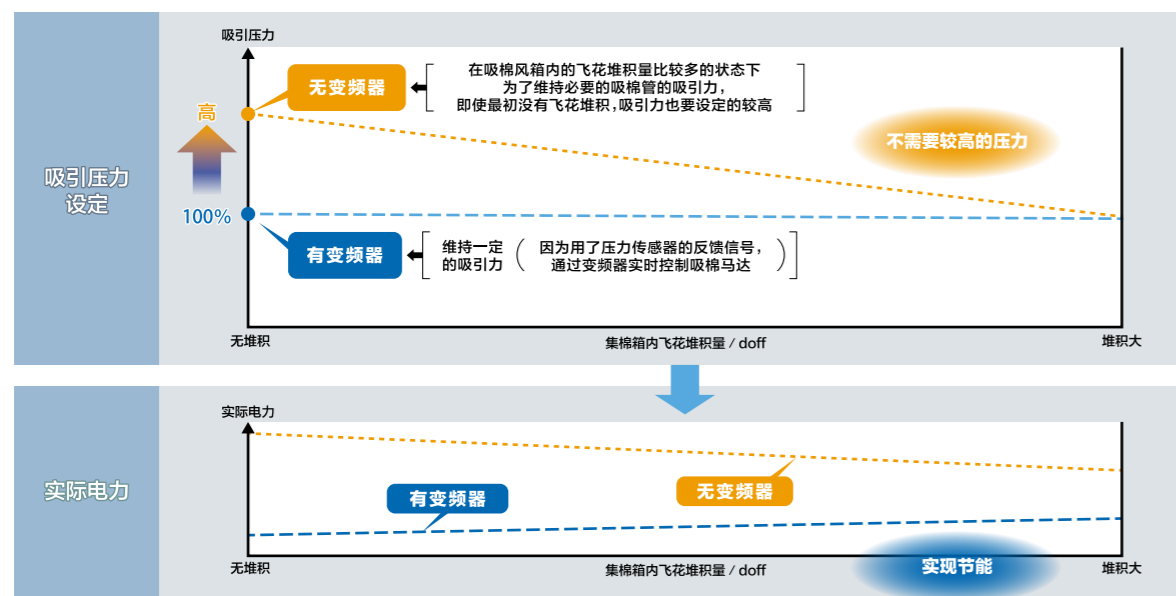 吸引压力
设定
吸引压力
无变频器
在吸棉风箱内的飞花堆积量比较多的状态下
为了维持必要的吸棉管的吸引力，
即使最初没有飞花堆积，吸引力也要设定的较高
高
不需要较高的压力
100%
有变频器
维持一定
的吸引力
（因为用了压力传感器的反馈信号，
通过变频器实时控制吸棉马达）
无堆积
集棉箱内飞花堆积量 / doff
堆积大
实际电力
实际电力
有变频器
无变频器
实现节能
无堆积
集棉箱内飞花堆积量 / doff
堆积大